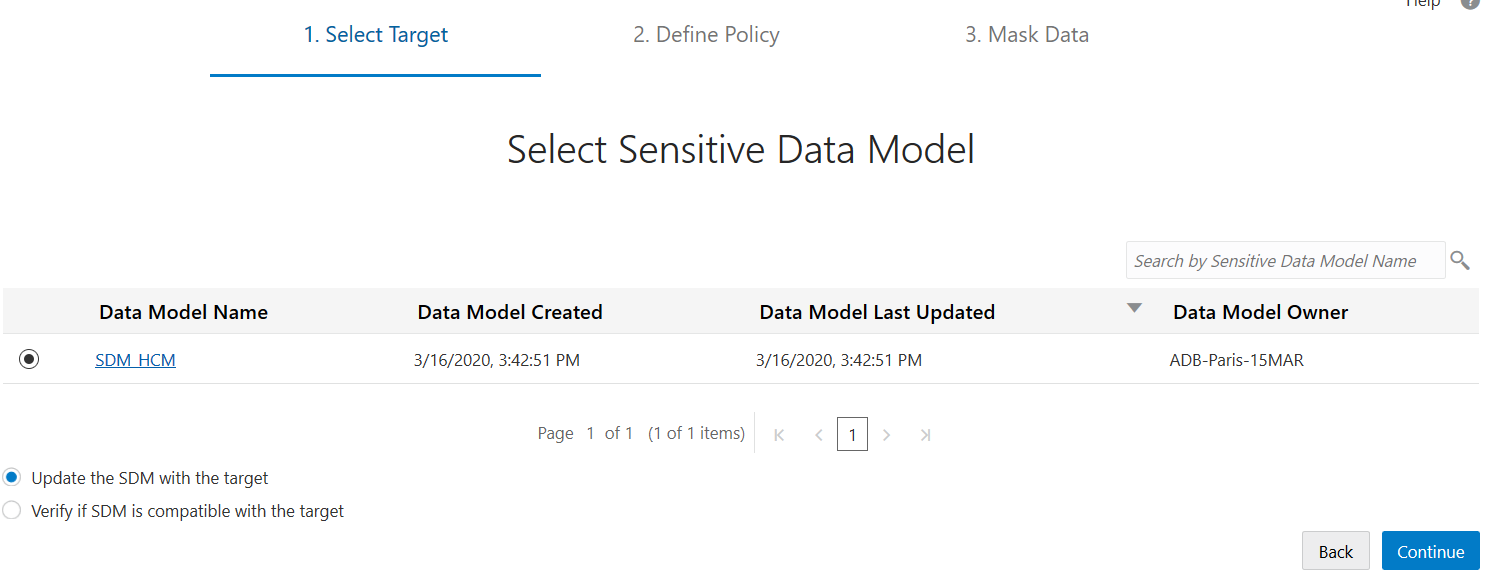 Help ?
1. Select Target 2. Define Policy 3. Mask Data
Select Sensitive Data Model
Search by Sensitive Data Model Name
Data Model Name Data Model Created Data Model Last Updated Data Model Owner
SDM_HCM 3/16/2020, 3:42:51 PM 3/16/2020, 3:42:51 PM ADB-Paris-15MAR
Page 1 of 1 (1 of 1 items) 1
Update the SDM with the target
Verify if SDM is compatible with the target
Back Continue